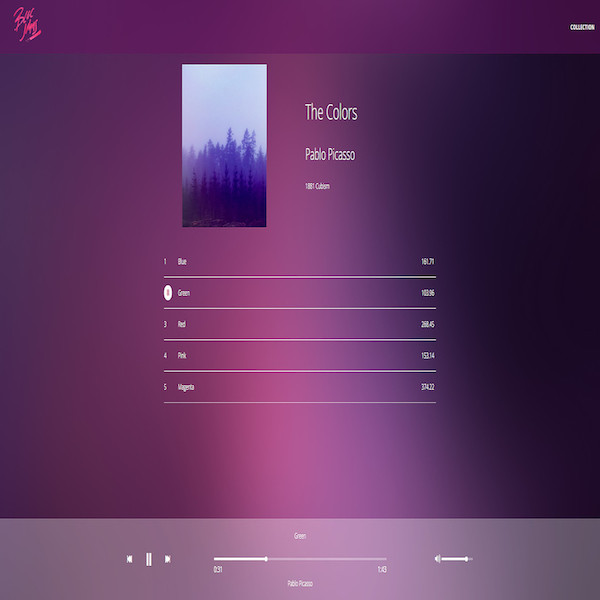 BLOC
JAMS
COLLECTION
The Colors
Pablo Picasso
1881 Cubism
1 Blue 161.71
Green 103.96
3 Red 268.45
4 Pink 153.14
5 Magenta 374.22
Green
0:31 1:43
Pablo Picasso